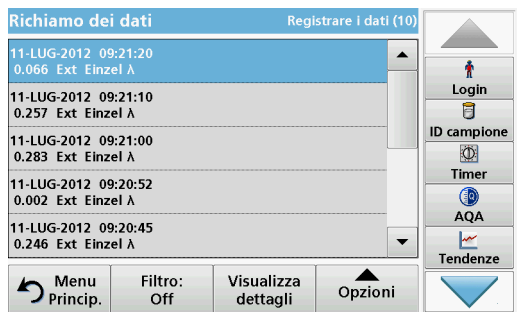 Richiamo dei dati
Registrare i dati (10)
11-LUG-2012 09:21:20
0.066 Ext Einzel λ
11-LUG-2012 09:21:10
0.257 Ext Einzel λ
11-LUG-2012 09:21:00
0.283 Ext Einzel λ
11-LUG-2012 09:20:52
0.002 Ext Einzel λ
11-LUG-2012 09:20:45
0.246 Ext Einzel λ
Login
ID campione
Timer
AQA
Tendenze
Menu
Princip.
Filtro:
Off
Visualizza
dettagli
Opzioni